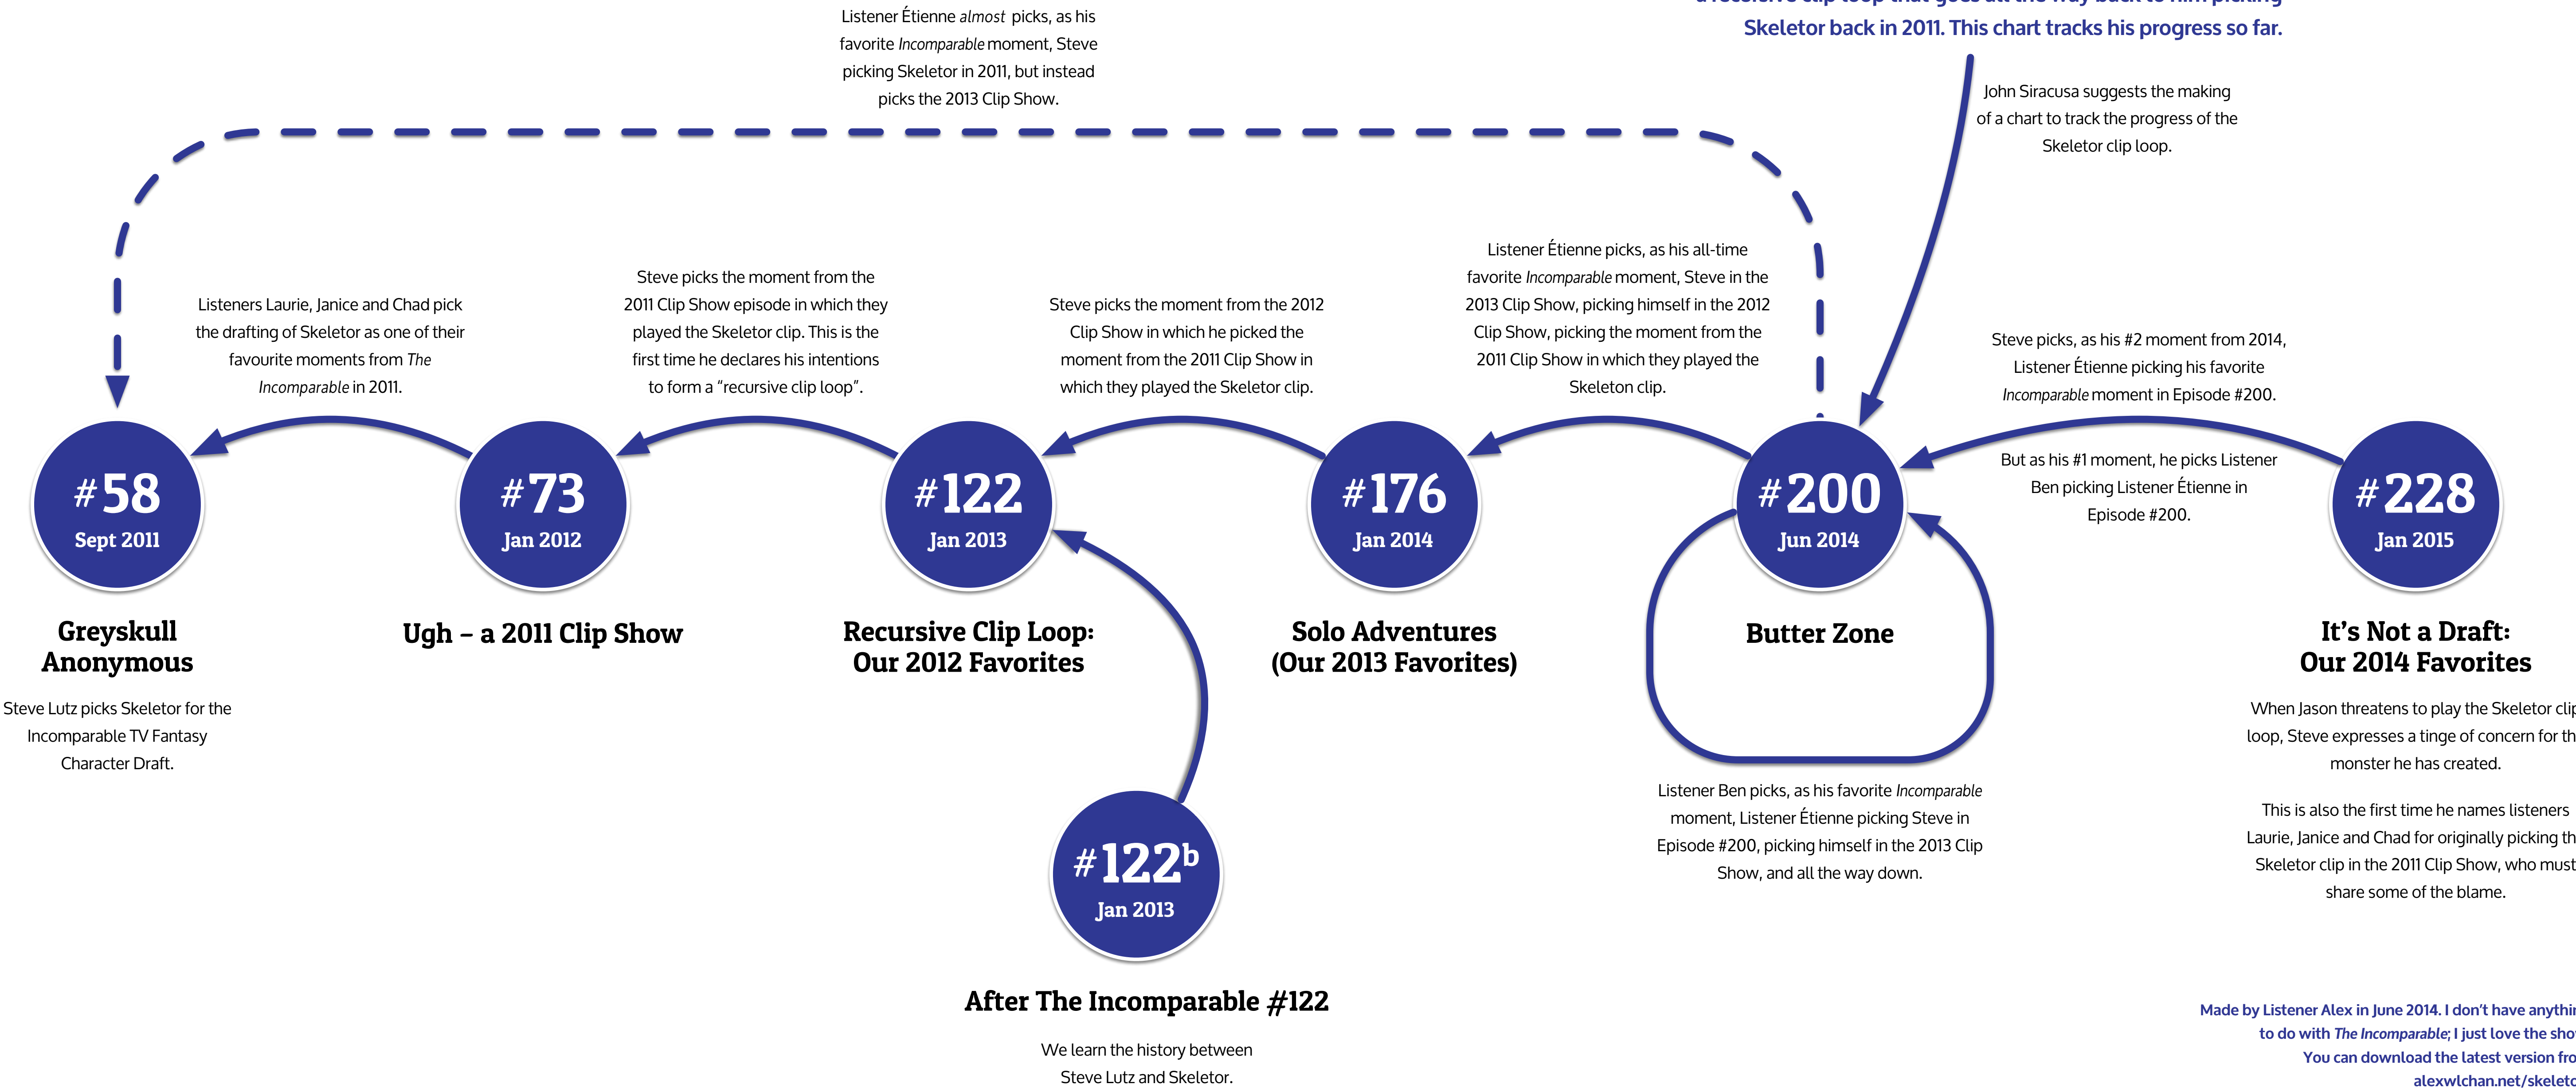 a recursive clip loop that goes all the way back to him picking
Skeletor back in 2011. This chart tracks his progress so far.
Listener Étienne almost picks, as his
favorite Incomparable moment, Steve
picking Skeletor in 2011, but instead
picks the 2013 Clip Show.
John Siracusa suggests the making
of a chart to track the progress of the
Skeletor clip loop.
Listeners Laurie, Janice and Chad pick
the drafting of Skeletor as one of their
favourite moments from The
Incomparable in 2011.
Steve picks the moment from the
2011 Clip Show episode in which they
played the Skeletor clip. This is the
first time he declares his intentions
to form a “recursive clip loop”.
Steve picks the moment from the 2012
Clip Show in which he picked the
moment from the 2011 Clip Show in
which they played the Skeletor clip.
Listener Étienne picks, as his all-time
favorite Incomparable moment, Steve in the
2013 Clip Show, picking himself in the 2012
Clip Show, picking the moment from the
2011 Clip Show in which they played the
Skeleton clip.
Steve picks, as his #2 moment from 2014,
Listener Étienne picking his favorite
Incomparable moment in Episode #200.
But as his #1 moment, he picks Listener
Ben picking Listener Étienne in
Episode #200.
#58
Sept 2011
Greyskull
Anonymous
Steve Lutz picks Skeletor for the
Incomparable TV Fantasy
Character Draft.
#73
Jan 2012
Ugh – a 2011 Clip Show
#122
Jan 2013
Recursive Clip Loop:
Our 2012 Favorites
#176
Jan 2014
Solo Adventures
(Our 2013 Favorites)
#200
Jun 2014
Butter Zone
Listener Ben picks, as his favorite Incomparable
moment, Listener Étienne picking Steve in
Episode #200, picking himself in the 2013 Clip
Show, and all the way down.
#228
Jan 2015
It’s Not a Draft:
Our 2014 Favorites
When Jason threatens to play the Skeletor clip
loop, Steve expresses a tinge of concern for th
monster he has created.
This is also the first time he names listeners
Laurie, Janice and Chad for originally picking th
Skeletor clip in the 2011 Clip Show, who must
share some of the blame.
#122b
Jan 2013
After The Incomparable #122
We learn the history between
Steve Lutz and Skeletor.
Made by Listener Alex in June 2014. I don’t have anythin
to do with The Incomparable; I just love the sho
You can download the latest version fro
alexwlchan.net/skeleto